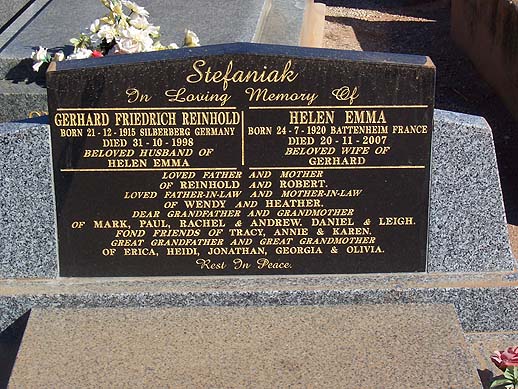 Stefaniak
In Loving Memory Of
GERHARD FRIEDRICH REINHOLD
BORN 21-12-1915 SILBERBERG GERMANY
DIED 31-10-1998
BELOVED HUSBAND OF
HELEN EMMA
HELEN EMMA
BORN 24-7-1920 BATTENHEIM FRANCE
DIED 20-11-2007
BELOVED WIFE OF
GERHARD
LOVED FATHER AND MOTHER
OF REINHOLD AND ROBERT.
LOVED FATHER-IN-LAW AND MOTHER-IN-LAW
OF WENDY AND HEATHER.
DEAR GRANDFATHER AND GRANDMOTHER
OF MARK, PAUL, RACHEL & ANDREW. DANIEL & LEIGH.
FOND FRIENDS OF TRACY, ANNIE & KAREN.
GREAT GRANDFATHER AND GREAT GRANDMOTHER
OF ERICA, HEIDI, JONATHAN, GEORGIA & OLIVIA.
Rest In Peace.